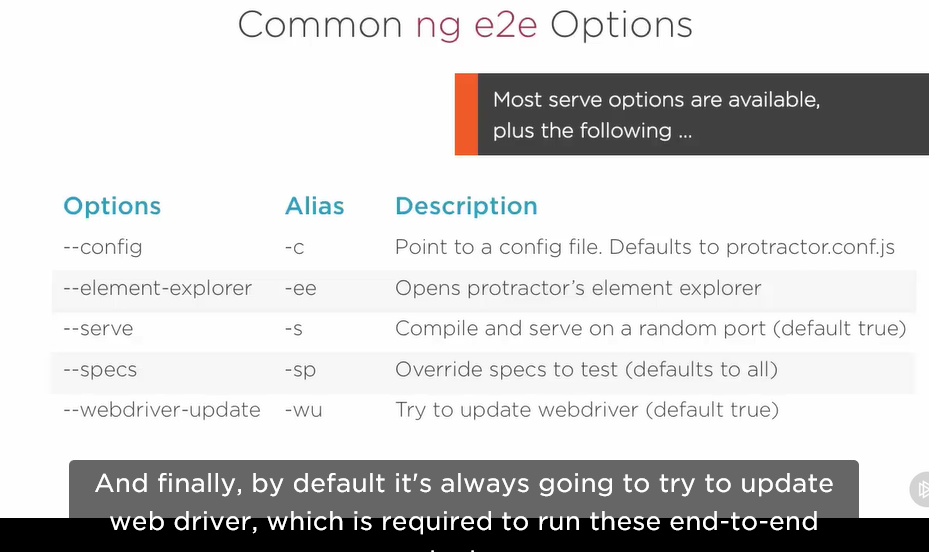 Common ng e2e Options
Most serve options are available,
plus the following ...
Options Alias Description
--config -c Point to a config file. Defaults to protractor.conf.js
--element-explorer -ee Opens protractor's element explorer
--serve -s Compile and serve on a random port (default true)
--specs -sp Override specs to test (defaults to all)
--webdriver-update -wu Try to update webdriver (default true)
And finally, by default it's always going to try to update
web driver, which is required to run these end-to-end